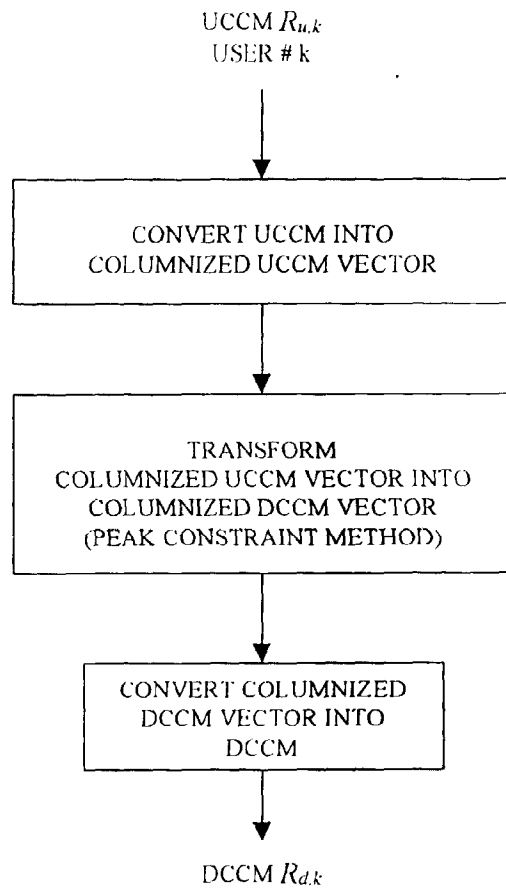 UCCM R_{u,k}
USER # k
CONVERT UCCM INTO
COLUMNIZED UCCM VECTOR
TRANSFORM
COLUMNIZED UCCM VECTOR INTO
COLUMNIZED DCCM VECTOR
(PEAK CONSTRAINT METHOD)
CONVERT COLUMNIZED
DCCM VECTOR INTO
DCCM
DCCM R_{d,k}